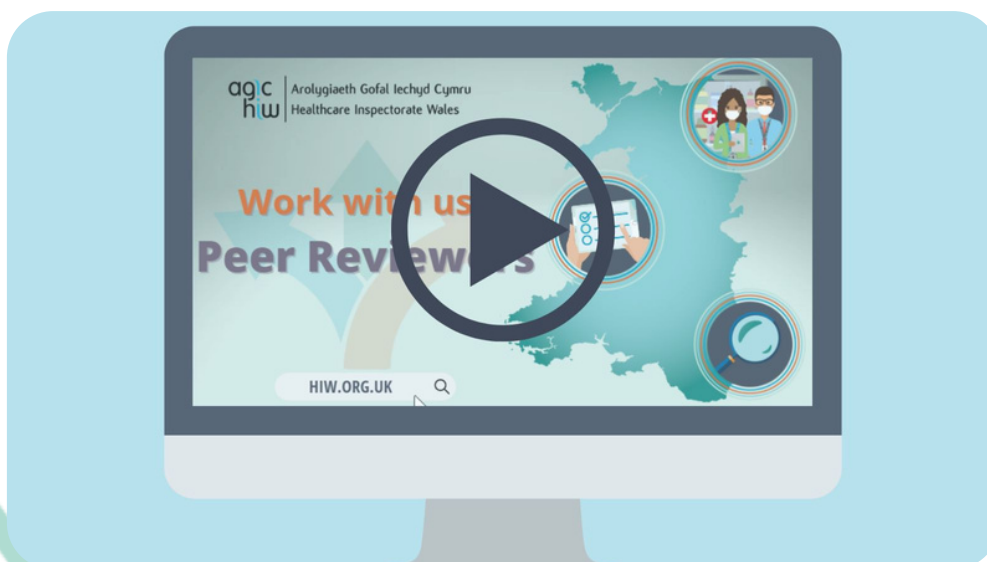 agic
hiw
Arolygiaeth Gofal Iechyd Cymru
Healthcare Inspectorate Wales
Work with us
Peer Reviewers
HIW.ORG.UK